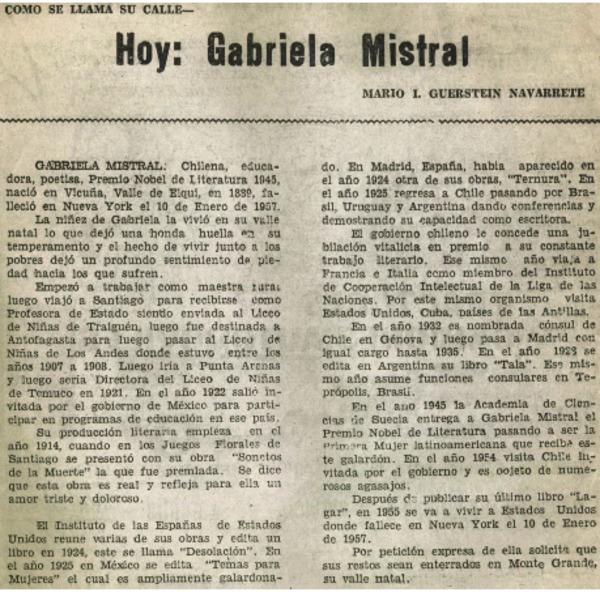 COMO SE LLAMA SU CALLE—
Hoy: Gabriela Mistral
MARIO I. GUERSTEIN NAVARRETE
GABRIELA MISTRAL: Chilena, educa-
dora, poetisa, Premio Nobel de Literatura 1945,
nació en Vicuña, Valle de Elqui, en 1889, fa-
lleció en Nueva York el 10 de Enero de 1957.
La niñez de Gabriela la vivió en su valle
natal lo que dejó una honda huella en su
temperamento y el hecho de vivir junto a los
pobres dejó un profundo sentimiento de pie-
dad hacia los que sufren.
Empezó a trabajar como maestra rural
luego viajó a Santiago para recibirse como
Profesora de Estado siendo enviada al Liceo
de Niñas de Traiguén, luego fue destinada a
Antofagasta para luego pasar al Liceo de
Niñas de Los Andes donde estuvo entre los
años 1907 a 1908. Luego iría a Punta Arenas
y luego sería Directora del Liceo de Niñas
de Temuco en 1921. En el año 1922 salió in-
vitada por el gobierno de México para parti-
cipar en programas de educación en ese país.
Su producción literaria empieza en el
año 1914, cuando en los Juegos Florales de
Santiago se presentó con su obra "Sonetos
de la Muerte" la que fue premiada. Se dice
que esta obra es real y refleja para ella un
amor triste y doloroso.
El Instituto de las Españas de Estados
Unidos reune varias de sus obras y edita un
libro en 1924, este se llama "Desolación". En
el año 1925 en México se edita "Temas para
Mujeres" el cual es ampliamente galardona-
do. En Madrid, España, había aparecido en
el año 1924 otra de sus obras, "Ternura". En
el año 1925 regresa a Chile pasando por Bra-
sil, Uruguay y Argentina dando conferencias y
demostrando su capacidad como escritora.
El gobierno chileno le concede una ju-
bilación vitalicia en premio a su constante
trabajo literario. Ese mismo año viaja a
Francia e Italia como miembro del Instituto
de Cooperación Intelectual de la Liga de las
Naciones. Por este mismo organismo visita
Estados Unidos, Cuba, países de las Antillas.
En el año 1932 es nombrada cónsul de
Chile en Génova y luego pasa a Madrid con
igual cargo hasta 1935. En el año se
edita en Argentina su libro "Tala". Ese mis-
mo año asume funciones consulares en Te-
própolis, Brasil.
En el año 1945 la Academia de Cien-
cias de Suecia entrega a Gabriela Mistral el
Premio Nobel de Literatura pasando a ser la
Primera Mujer latinoamericana que recibe es-
te galardón. En el año 1954 visita Chile in-
vitada por el gobierno y es oojeto de nume-
rosos agasajos.
Después de publicar su último libro "La-
gar", en 1955 se va a vivir a Estados Unidos
donde fallece en Nueva York el 10 de Enero
de 1957.
Por petición expresa de ella solicita que
sus restos sean enterrados en Monte Grande,
su valle natal.